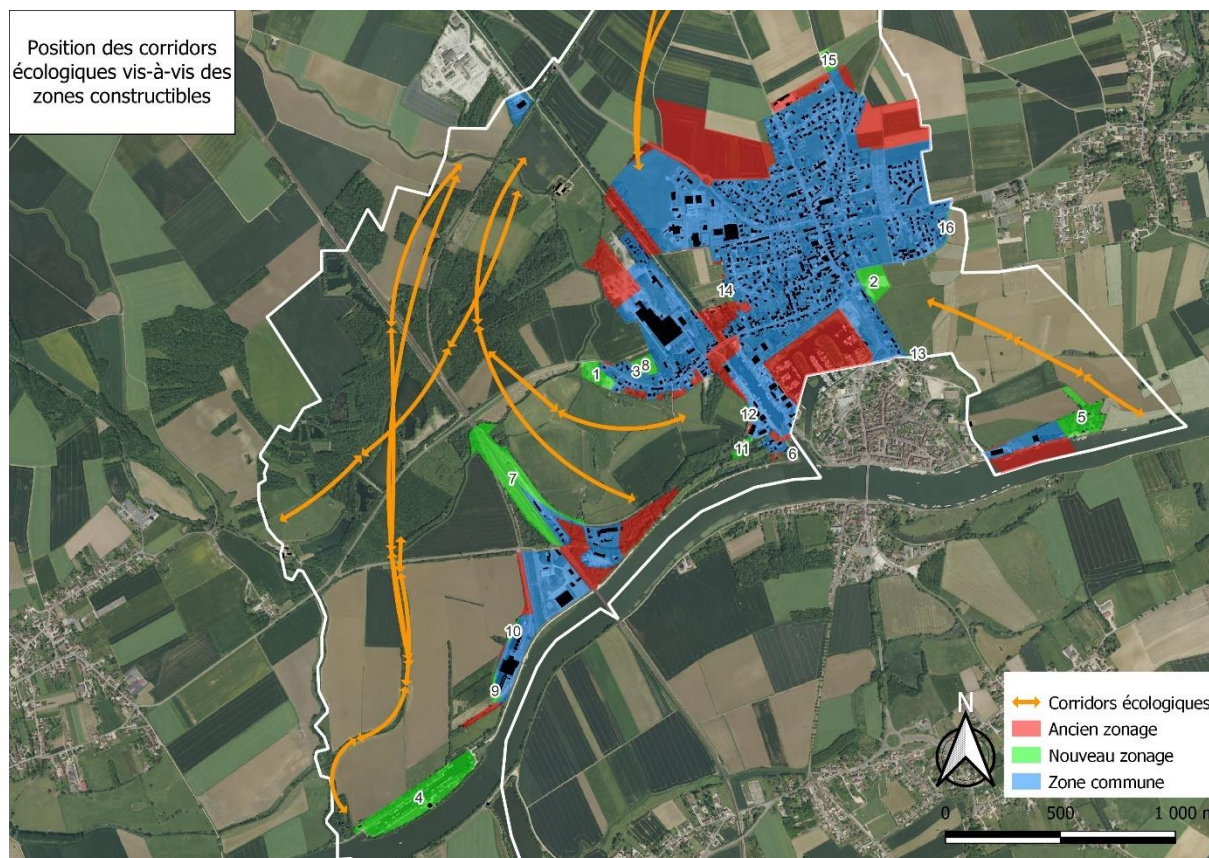 Position des corridors
écologiques vis-à-vis des
zones constructibles
15
16
2
14
1
3
8
13
12
5
11
6
7
10
9
4
N
Corridors écologiques
Ancien zonage
Nouveau zonage
Zone commune
0 500 1 000 m